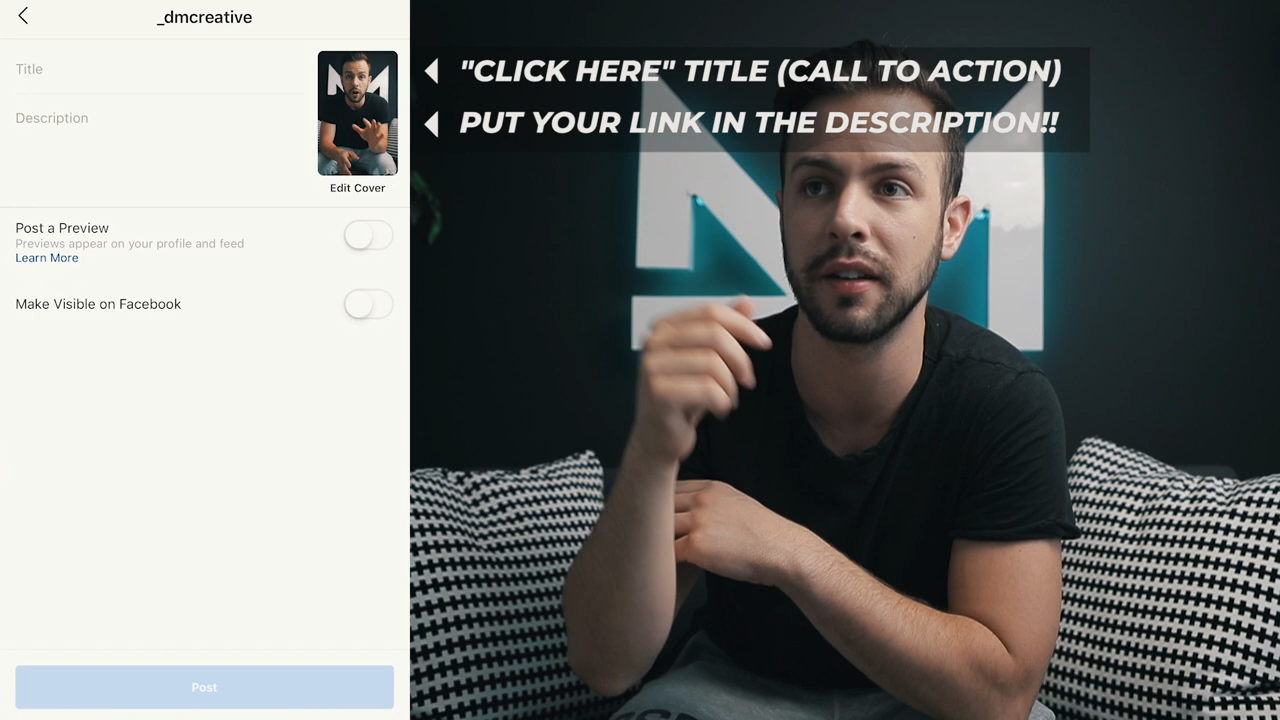 _dmcreative
Title
Description
Edit Cover
Post a Preview
Previews appear on your profile and feed
Learn More
Make Visible on Facebook
Post
"CLICK HERE" TITLE (CALL TO ACTION)
PUT YOUR LINK IN THE DESCRIPTION!!